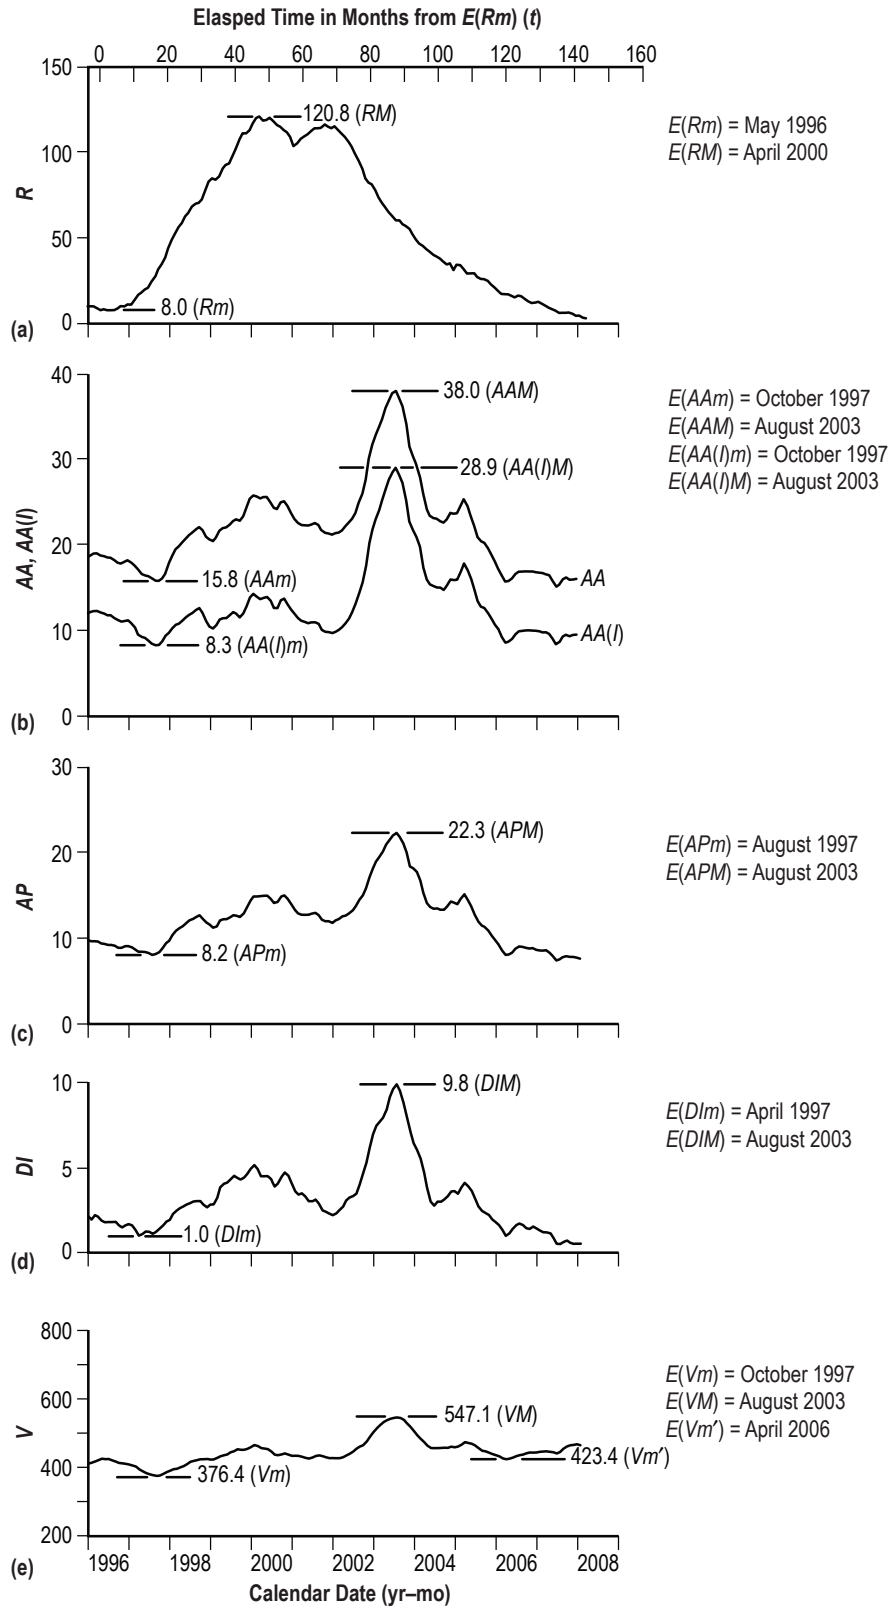 Elasped Time in Months from E(Rm) (t)
0 20 40 60 80 100 120 140 160
150
100
50
0
R
120.8 (RM)
8.0 (Rm)
E(Rm) = May 1996
E(RM) = April 2000
(a)
40
30
20
10
0
AA, AA(I)
38.0 (AAM)
28.9 (AA(I)M)
15.8 (AAm)
8.3 (AA(I)m)
AA
AA(I)
E(AAm) = October 1997
E(AAM) = August 2003
E(AA(I)m) = October 1997
E(AA(I)M) = August 2003
(b)
30
20
10
0
AP
22.3 (APM)
8.2 (APm)
E(APm) = August 1997
E(APM) = August 2003
(c)
10
5
0
DI
9.8 (DIM)
1.0 (DIm)
E(DIm) = April 1997
E(DIM) = August 2003
(d)
800
600
400
200
V
547.1 (VM)
376.4 (Vm)
423.4 (Vm′)
E(Vm) = October 1997
E(VM) = August 2003
E(Vm′) = April 2006
(e)
1996 1998 2000 2002 2004 2006 2008
Calendar Date (yr–mo)